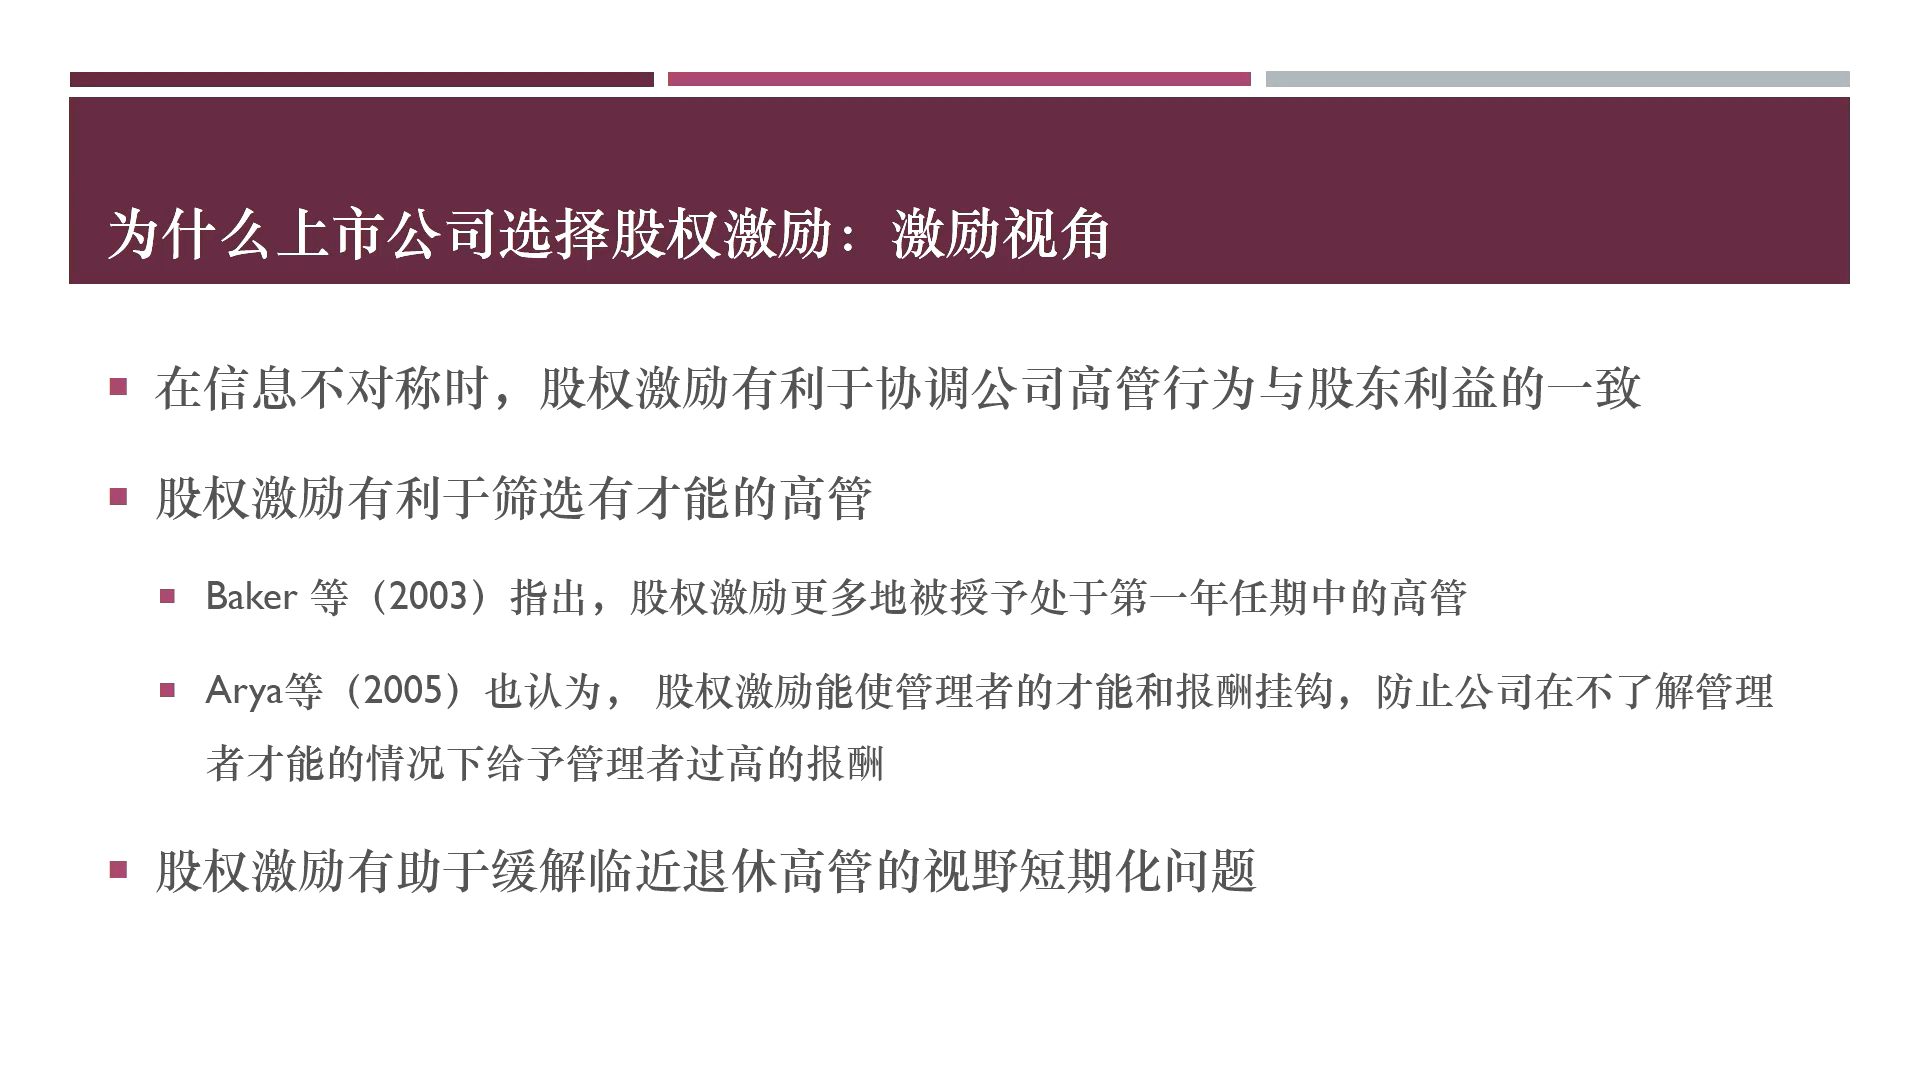 为什么上市公司选择股权激励：激励视角
在信息不对称时，股权激励有利于协调公司高管行为与股东利益的一致
股权激励有利于筛选有才能的高管
Baker 等（2003）指出，股权激励更多地被授予处于第一年任期中的高管
Arya等（2005）也认为， 股权激励能使管理者的才能和报酬挂钩，防止公司在不了解管理
者才能的情况下给予管理者过高的报酬
股权激励有助于缓解临近退休高管的视野短期化问题